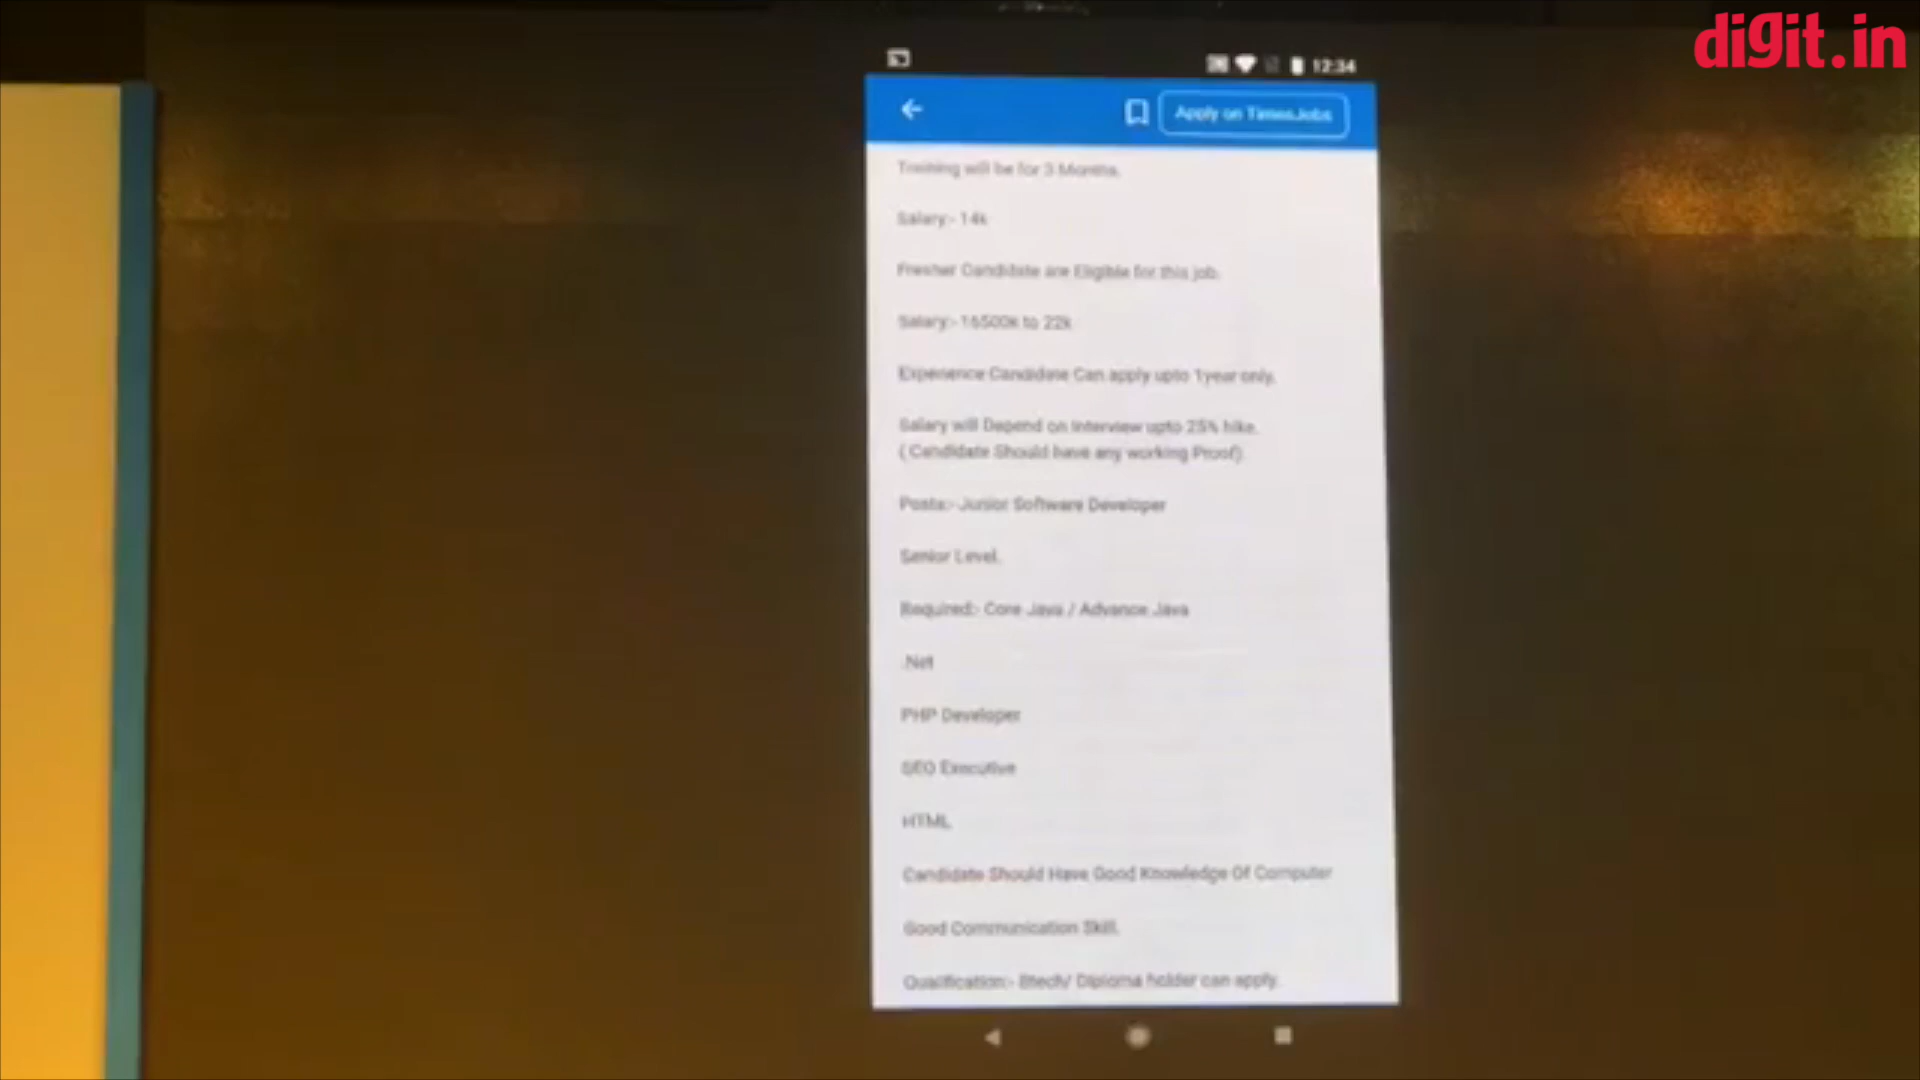 digit.in
12:34
Apply on TimesJobs
Training will be for 3 Months.
Salary:- 14k
Fresher Candidate are Eligible for this job.
Salary:- 16500k to 22k
Experience Candidate Can apply upto 1year only.
Salary will Depend on Interview upto 25% hike.
( Candidate Should have any working Proof)
Posts:- Junior Software Developer
Senior Level.
Required:- Core Java / Advance Java
.Net
PHP Developer
SEO Executive
HTML
Candidate Should Have Good Knowledge Of Computer
Good Communication Skill.
Qualification:- Btech/ Diploma holder can apply.